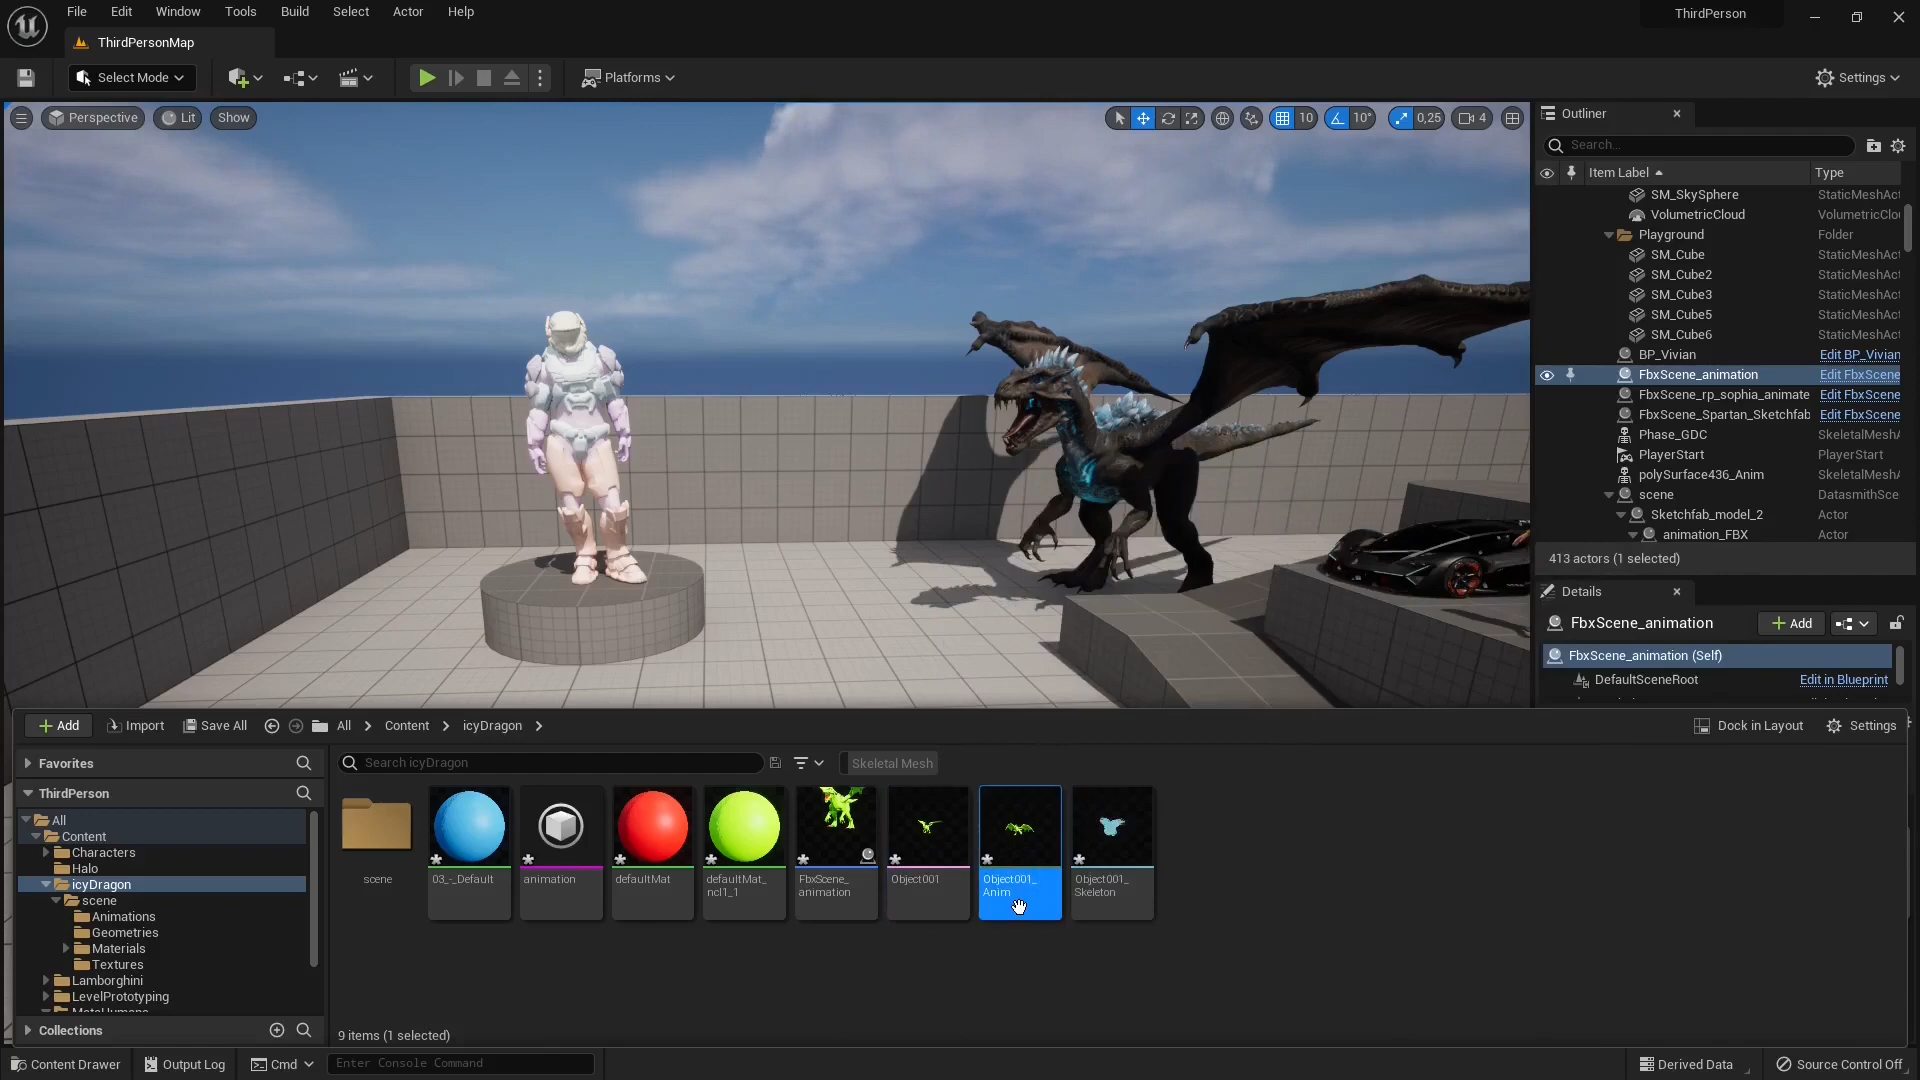 File Edit Window Tools Build Select Actor Help
ThirdPerson
ThirdPersonMap
Select Mode
Platforms
Settings
Perspective
Lit
Show
10
10°
0,25
4
Outliner
Search...
Item Label
Type
SM_SkySphere StaticMeshAct
VolumetricCloud VolumetricClo
Playground Folder
SM_Cube StaticMeshAct
SM_Cube2 StaticMeshAct
SM_Cube3 StaticMeshAct
SM_Cube5 StaticMeshAct
SM_Cube6 StaticMeshAct
BP_Vivian Edit BP_Vivian
FbxScene_animation Edit FbxScene
FbxScene_rp_sophia_animate Edit FbxScene
FbxScene_Spartan_Sketchfab Edit FbxScene
Phase_GDC SkeletalMeshA
PlayerStart PlayerStart
polySurface436_Anim SkeletalMeshA
scene DatasmithSce
Sketchfab_model_2 Actor
animation_FBX Actor
413 actors (1 selected)
Details
FbxScene_animation
Add
FbxScene_animation (Self)
DefaultSceneRoot Edit in Blueprint
Add Import Save All All Content icyDragon
Dock in Layout Settings
Favorites
ThirdPerson
All
Content
Characters
Halo
icyDragon
scene
Animations
Geometries
Materials
Textures
Lamborghini
LevelPrototyping
Collections
Search icyDragon
Skeletal Mesh
scene
03_-_Default
animation
defaultMat
defaultMat_
ncl1_1
FbxScene_
animation
Object001
Object001_
Anim
Object001_
Skeleton
9 items (1 selected)
Content Drawer
Output Log
Cmd
Enter Console Command
Derived Data
Source Control Off